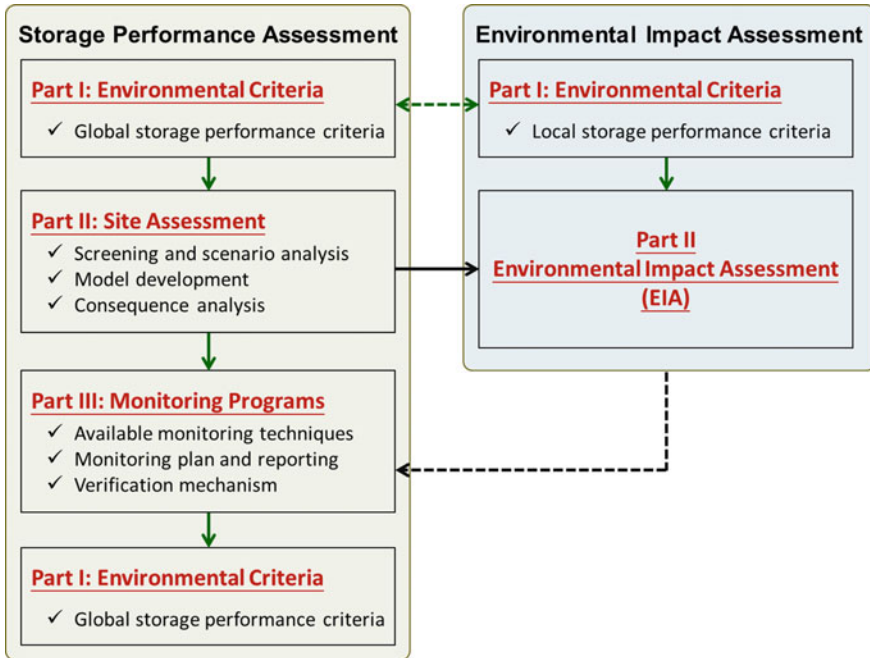 Storage Performance Assessment
Part I: Environmental Criteria
✓ Global storage performance criteria
Part II: Site Assessment
✓ Screening and scenario analysis
✓ Model development
✓ Consequence analysis
Part III: Monitoring Programs
✓ Available monitoring techniques
✓ Monitoring plan and reporting
✓ Verification mechanism
Part I: Environmental Criteria
✓ Global storage performance criteria
Environmental Impact Assessment
Part I: Environmental Criteria
✓ Local storage performance criteria
Part II
Environmental Impact Assessment
(EIA)